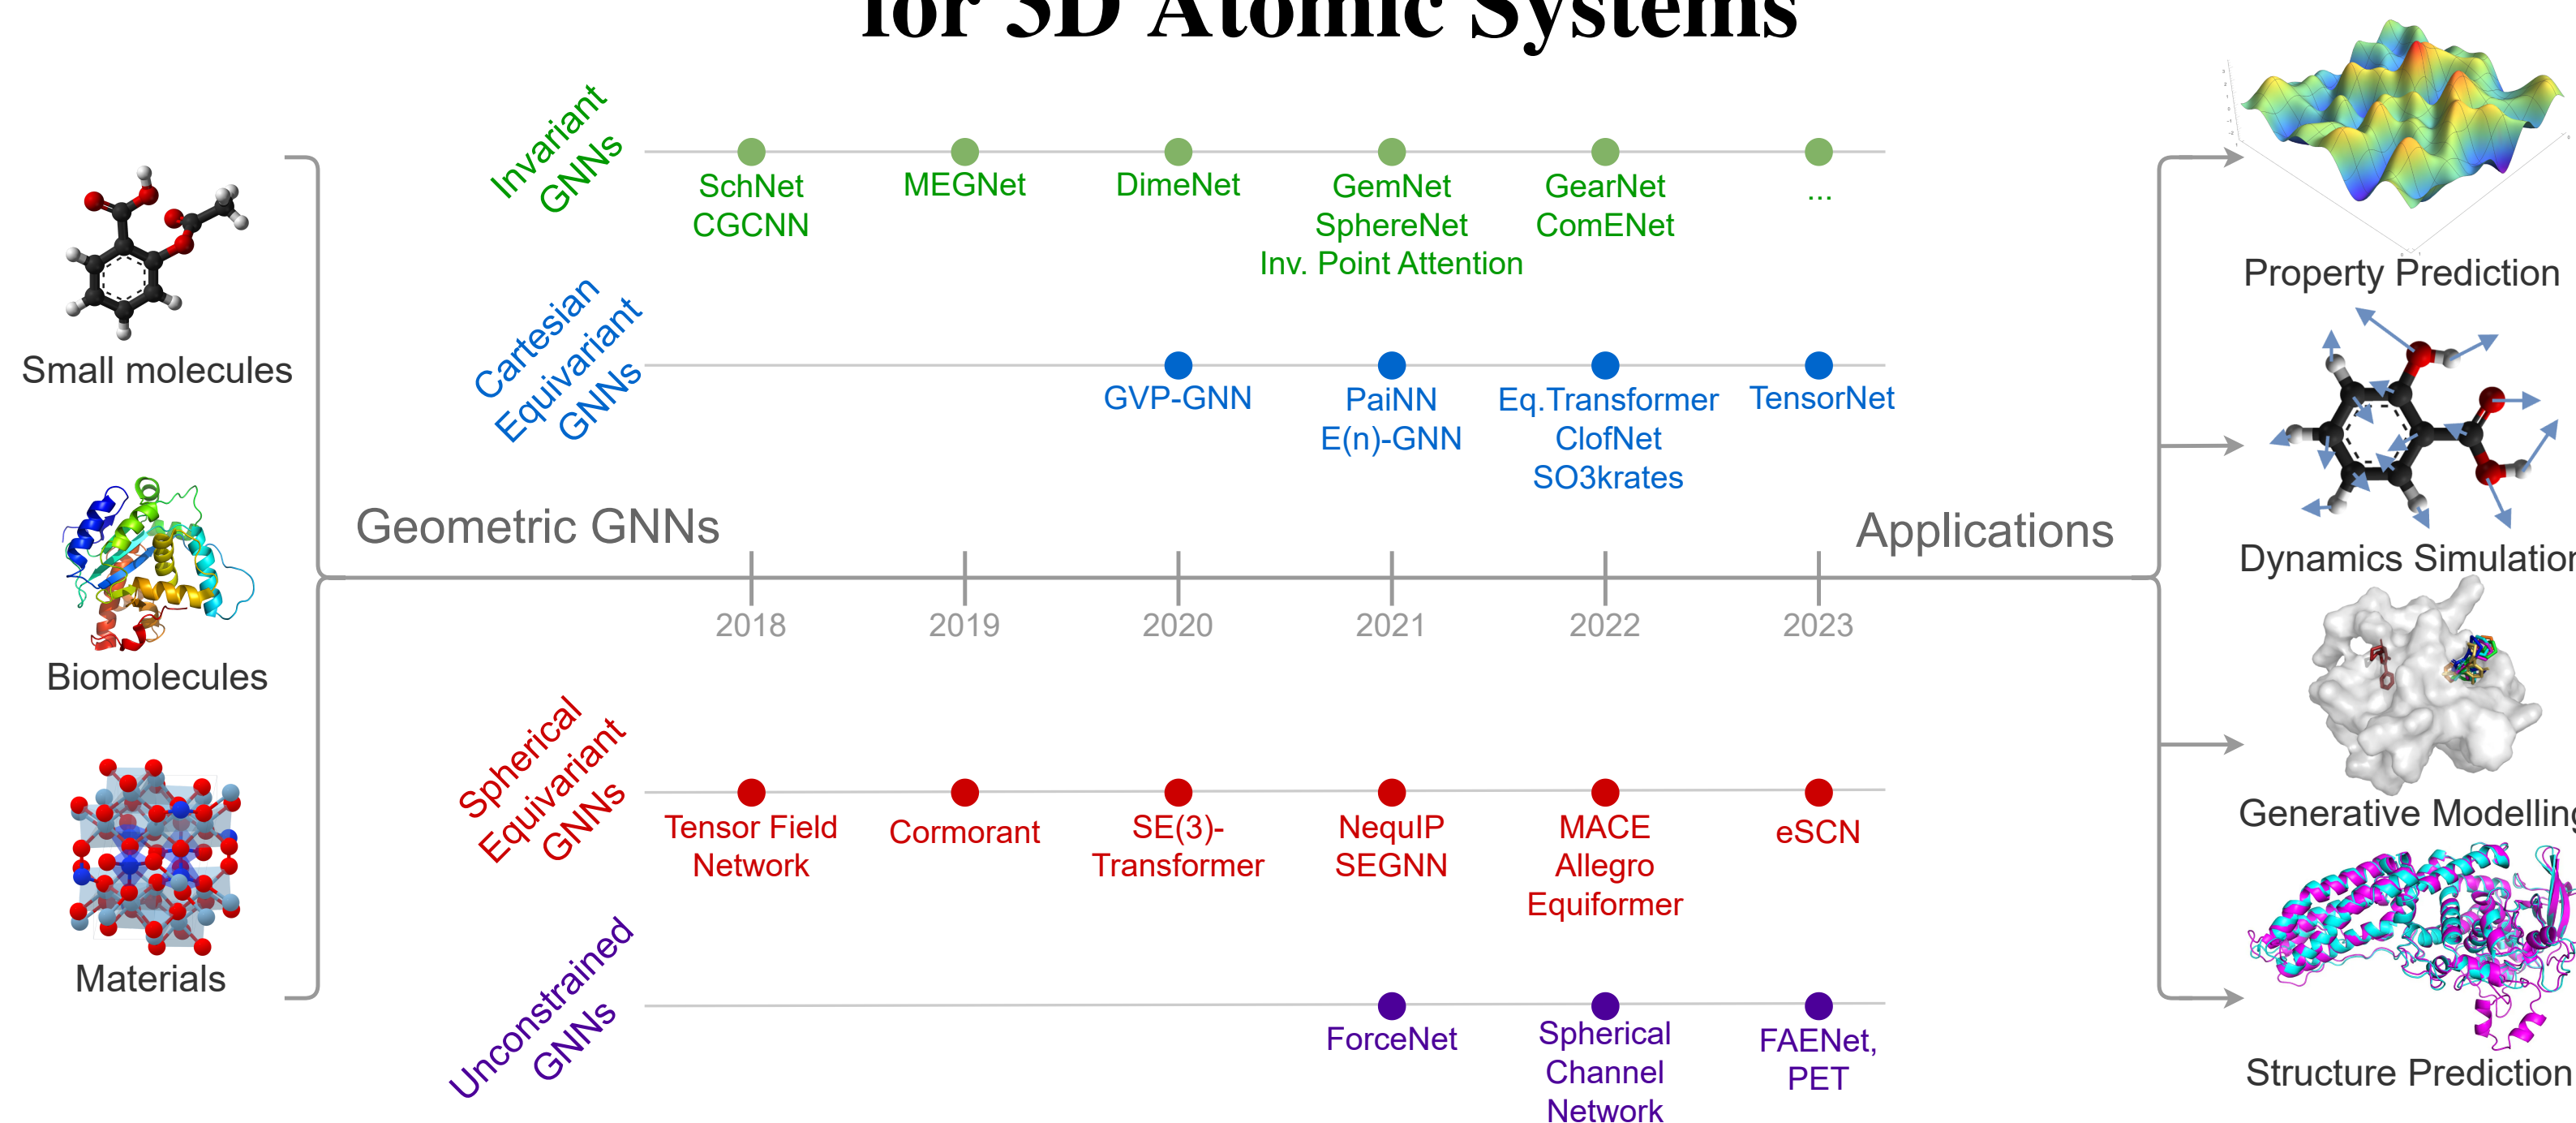 for 3D Atomic Systems
Invariant
GNNs
SchNet
CGCNN
MEGNet
DimeNet
GemNet
SphereNet
Inv. Point Attention
GearNet
ComENet
...
Cartesian
Equivariant
GNNs
GVP-GNN
PaiNN
E(n)-GNN
Eq.Transformer
ClofNet
SO3krates
TensorNet
Small molecules
Biomolecules
Materials
Geometric GNNs
Applications
2018
2019
2020
2021
2022
2023
Spherical
Equivariant
GNNs
Tensor Field
Network
Cormorant
SE(3)-
Transformer
NequIP
SEGNN
MACE
Allegro
Equiformer
eSCN
Unconstrained
GNNs
ForceNet
Spherical
Channel
Network
FAENet,
PET
Property Prediction
Dynamics Simulation
Generative Modelling
Structure Prediction